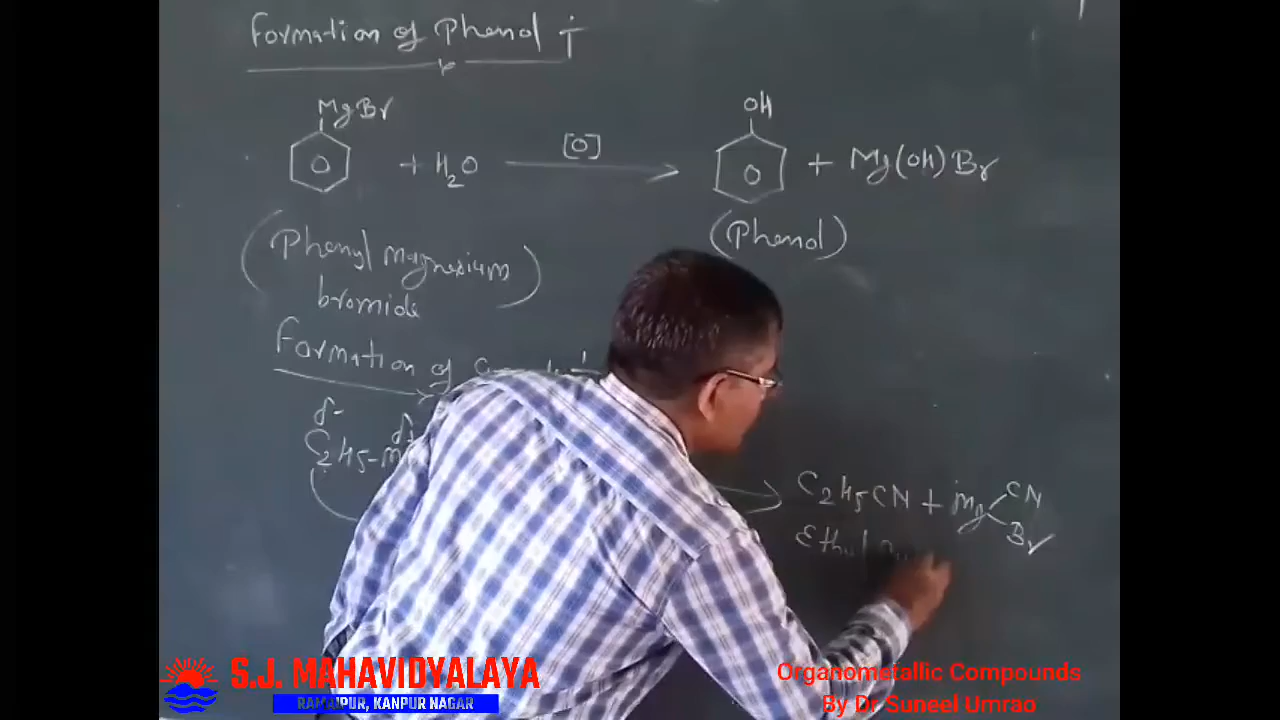 Formation of Phenol :
MgBr
+ H2O [O]
OH
+ Mg(OH)Br
(Phenyl magnesium bromide)
(Phenol)
Formation of
δ-
C2H5-M
C2H5CN + Mg
CN
Br
Ethyl
S.J. MAHAVIDYALAYA
RAMAIPUR, KANPUR NAGAR
Organometallic Compounds
By Dr Suneel Umrao